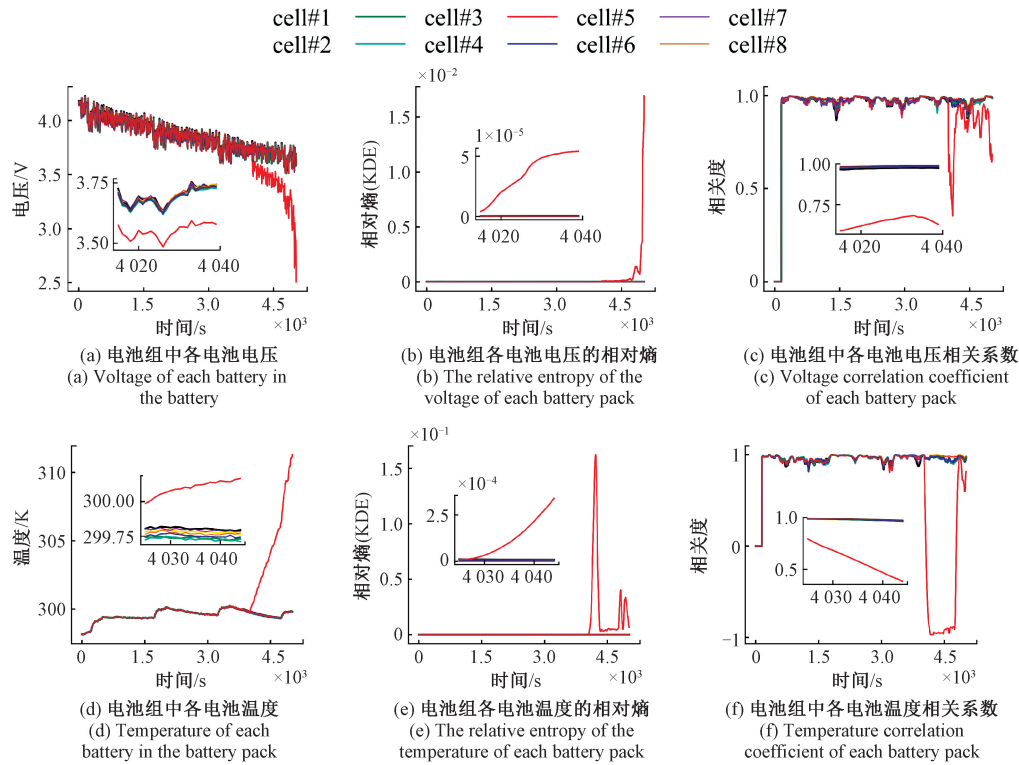 cell#1 cell#3 cell#5 cell#7
cell#2 cell#4 cell#6 cell#8
电压/V
4.0
3.5
3.0
2.5
3.75
3.50
4 020 4 040
0 1.5 3.0 4.5
×10³
时间/s
(a) 电池组中各电池电压
(a) Voltage of each battery in
the battery
×10⁻²
相对熵(KDE)
1.5
1.0
0.5
0
1×10⁻⁵
5
0
4 020 4 040
0 1.5 3.0 4.5
×10³
时间/s
(b) 电池组各电池电压的相对熵
(b) The relative entropy of the
voltage of each battery pack
相关度
1.0
0.5
0
1.00
0.75
4 020 4 040
0 1.5 3.0 4.5
×10³
时间/s
(c) 电池组中各电池电压相关系数
(c) Voltage correlation coefficient
of each battery pack
温度/K
310
305
300
300.00
299.75
4 030 4 040
0 1.5 3.0 4.5
×10³
时间/s
(d) 电池组中各电池温度
(d) Temperature of each
battery in the battery pack
×10⁻¹
相对熵(KDE)
1.5
1.0
0.5
0
×10⁻⁴
2.5
0
4 030 4 040
0 1.5 3.0 4.5
×10³
时间/s
(e) 电池组各电池温度的相对熵
(e) The relative entropy of the
temperature of each battery pack
相关度
1
0
−1
1.0
0.5
4 030 4 040
0 1.5 3.0 4.5
×10³
时间/s
(f) 电池组中各电池温度相关系数
(f) Temperature correlation
coefficient of each battery pack